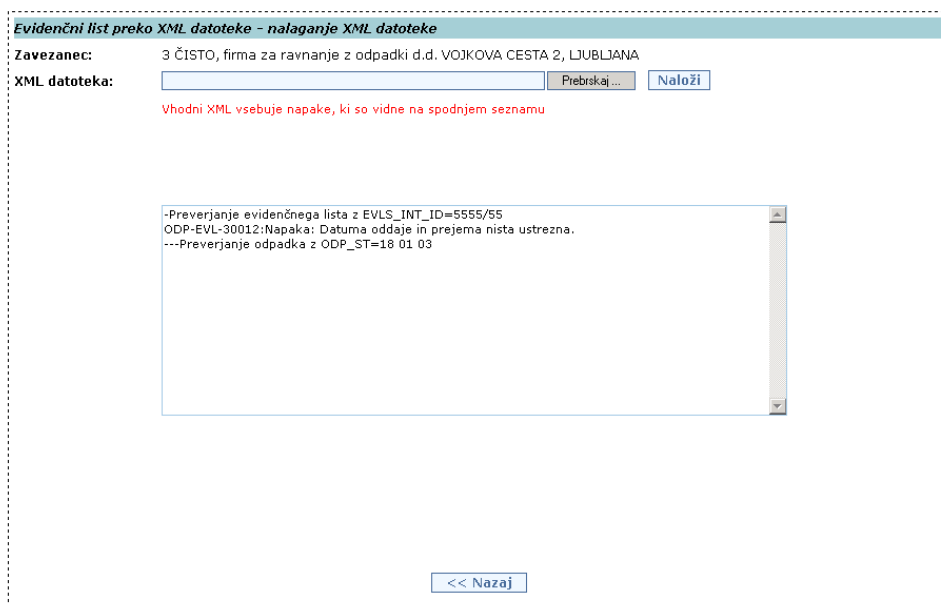 Evidenčni list preko XML datoteke - nalaganje XML datoteke
Zavezanec: 3 ČISTO, firma za ravnanje z odpadki d.d. VOJKOVA CESTA 2, LJUBLJANA
XML datoteka: Prebrskaj ... Naloži
Vhodni XML vsebuje napake, ki so vidne na spodnjem seznamu
-Preverjanje evidenčnega lista z EVLS_INT_ID=5555/55
ODP-EVL-30012:Napaka: Datuma oddaje in prejema nista ustrezna.
---Preverjanje odpadka z ODP_ST=18 01 03
<< Nazaj